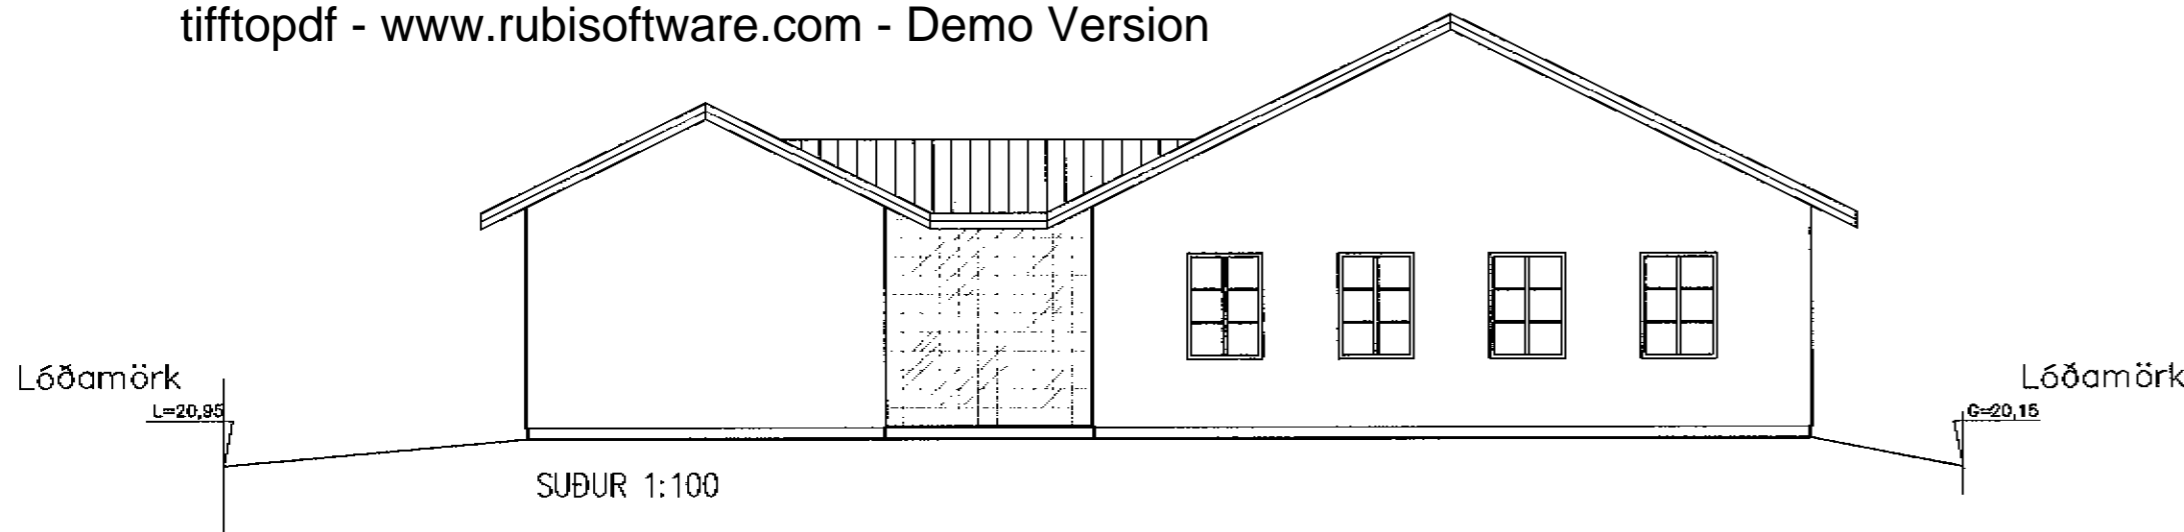 tifftopdf - www.rubisoftware.com - Demo Version
Lóðamörk
L=20,95
Lóðamörk
G=20,15
SUÐUR 1:100